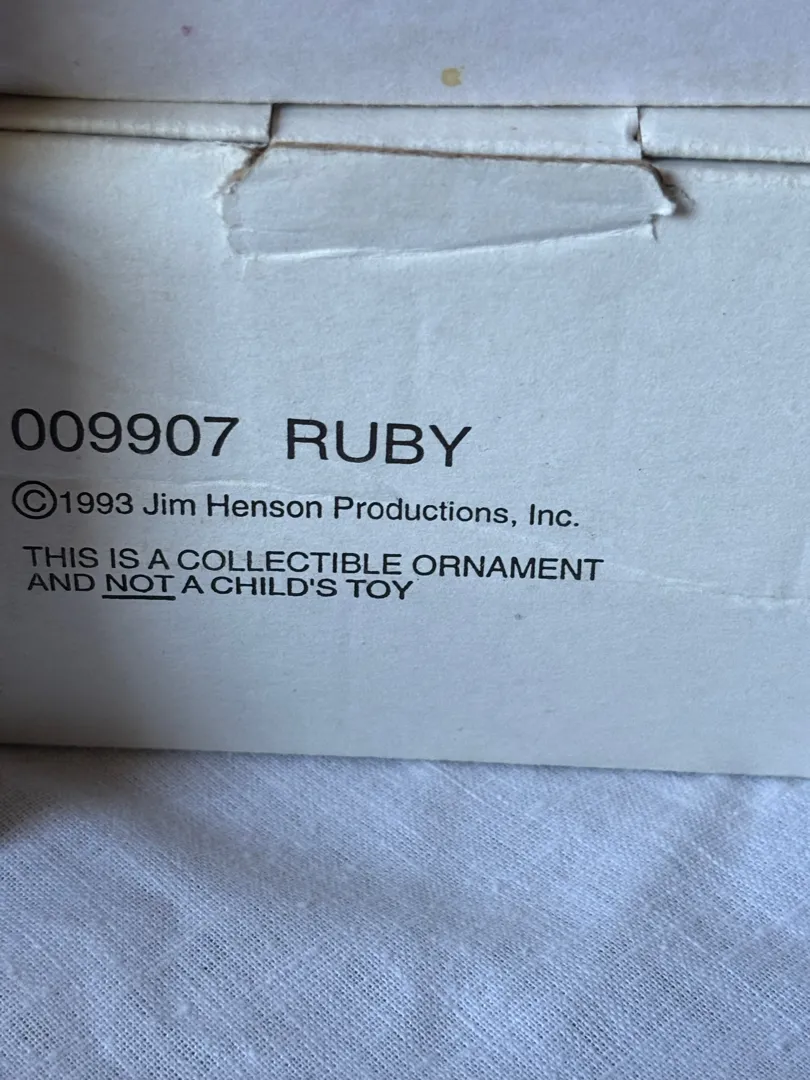 009907 RUBY
©1993 Jim Henson Productions, Inc.
THIS IS A COLLECTIBLE ORNAMENT
AND NOT A CHILD'S TOY